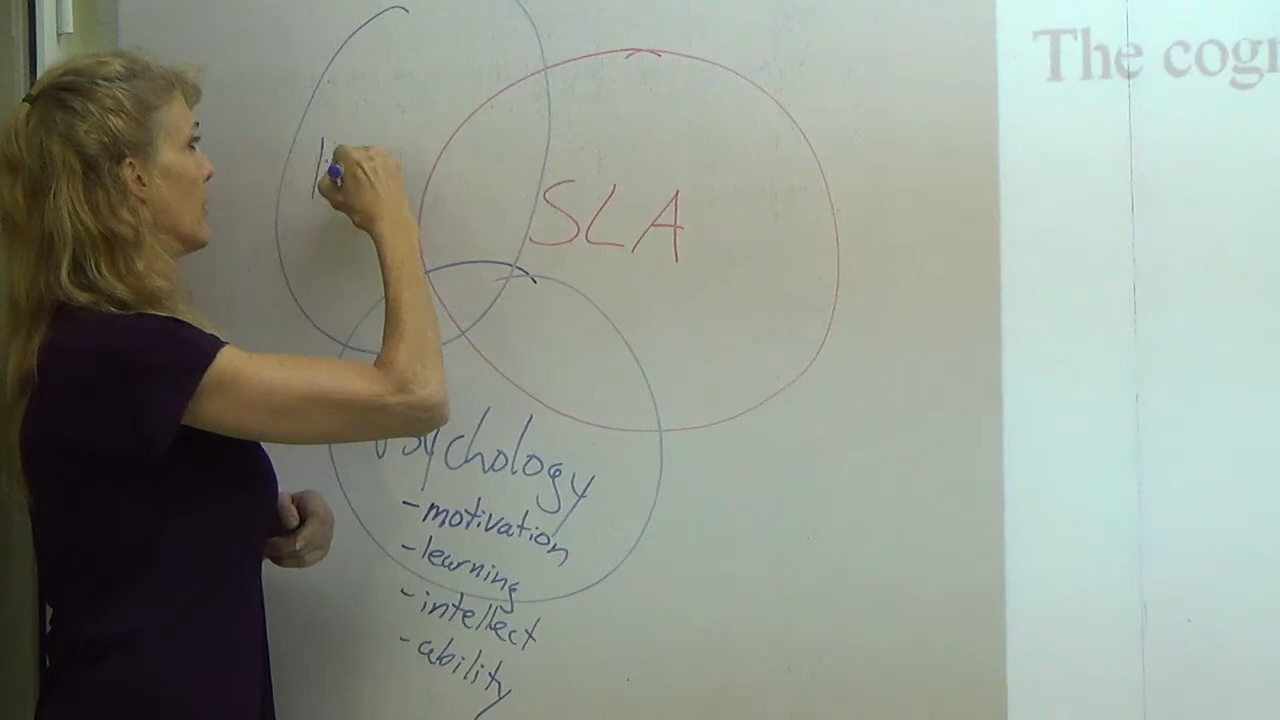 The cogn
SLA
Psychology
- motivation
- learning
- intellect
- ability